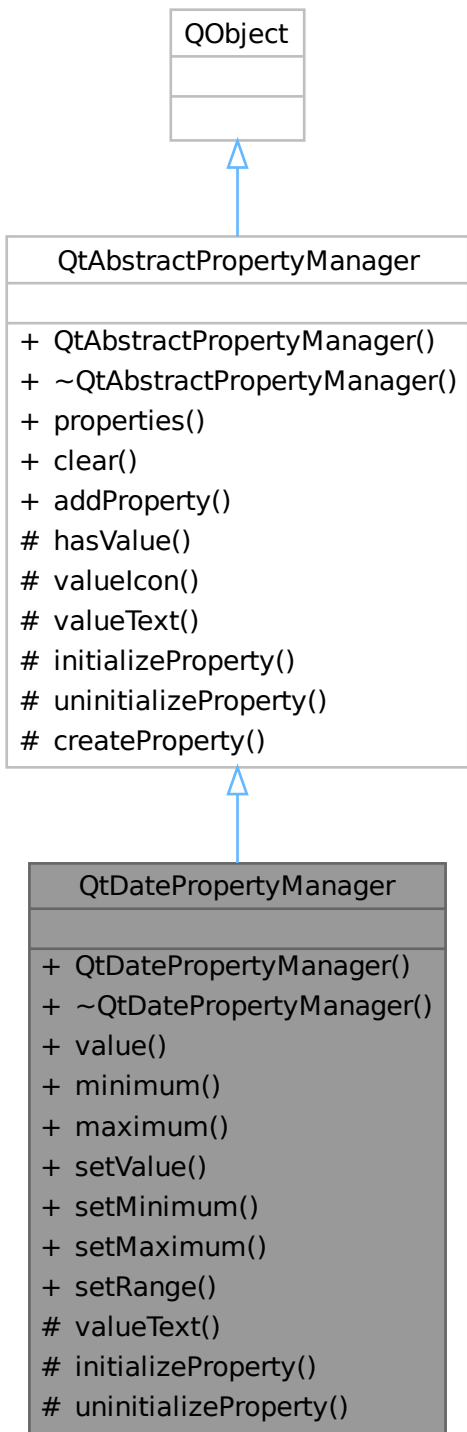 QObject
QtAbstractPropertyManager
+ QtAbstractPropertyManager()
+ ~QtAbstractPropertyManager()
+ properties()
+ clear()
+ addProperty()
# hasValue()
# valueIcon()
# valueText()
# initializeProperty()
# uninitializeProperty()
# createProperty()
QtDatePropertyManager
+ QtDatePropertyManager()
+ ~QtDatePropertyManager()
+ value()
+ minimum()
+ maximum()
+ setValue()
+ setMinimum()
+ setMaximum()
+ setRange()
# valueText()
# initializeProperty()
# uninitializeProperty()